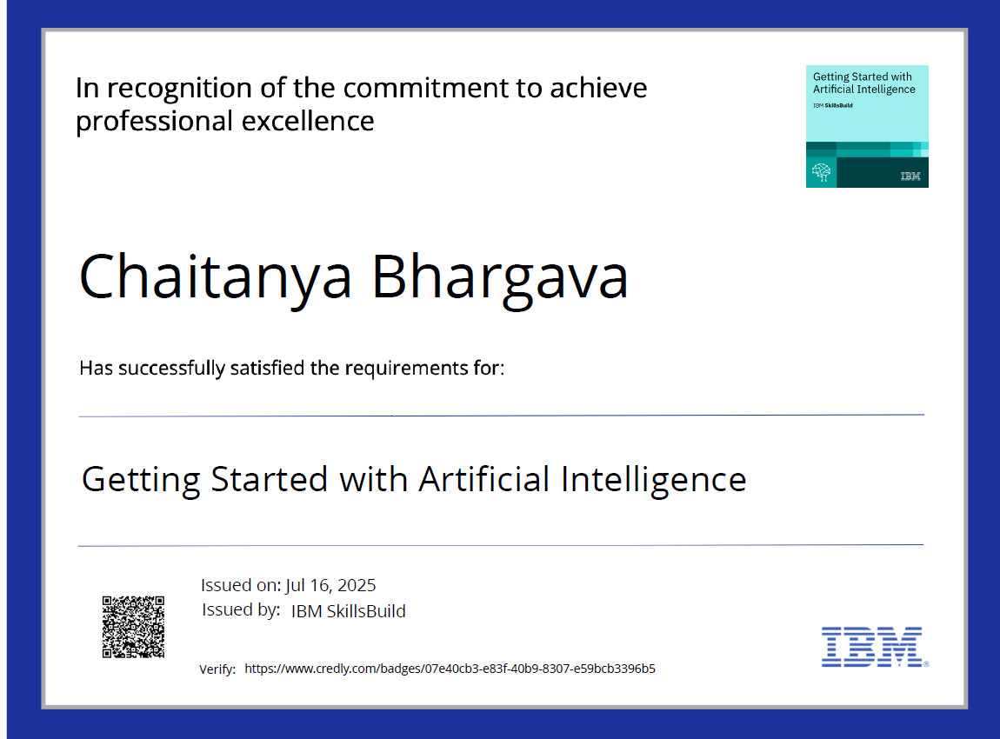 In recognition of the commitment to achieve
professional excellence
Getting Started with
Artificial Intelligence
IBM SkillsBuild
IBM
Chaitanya Bhargava
Has successfully satisfied the requirements for:
Getting Started with Artificial Intelligence
Issued on: Jul 16, 2025
Issued by: IBM SkillsBuild
Verify: https://www.credly.com/badges/07e40cb3-e83f-40b9-8307-e59bcb3396b5
IBM®